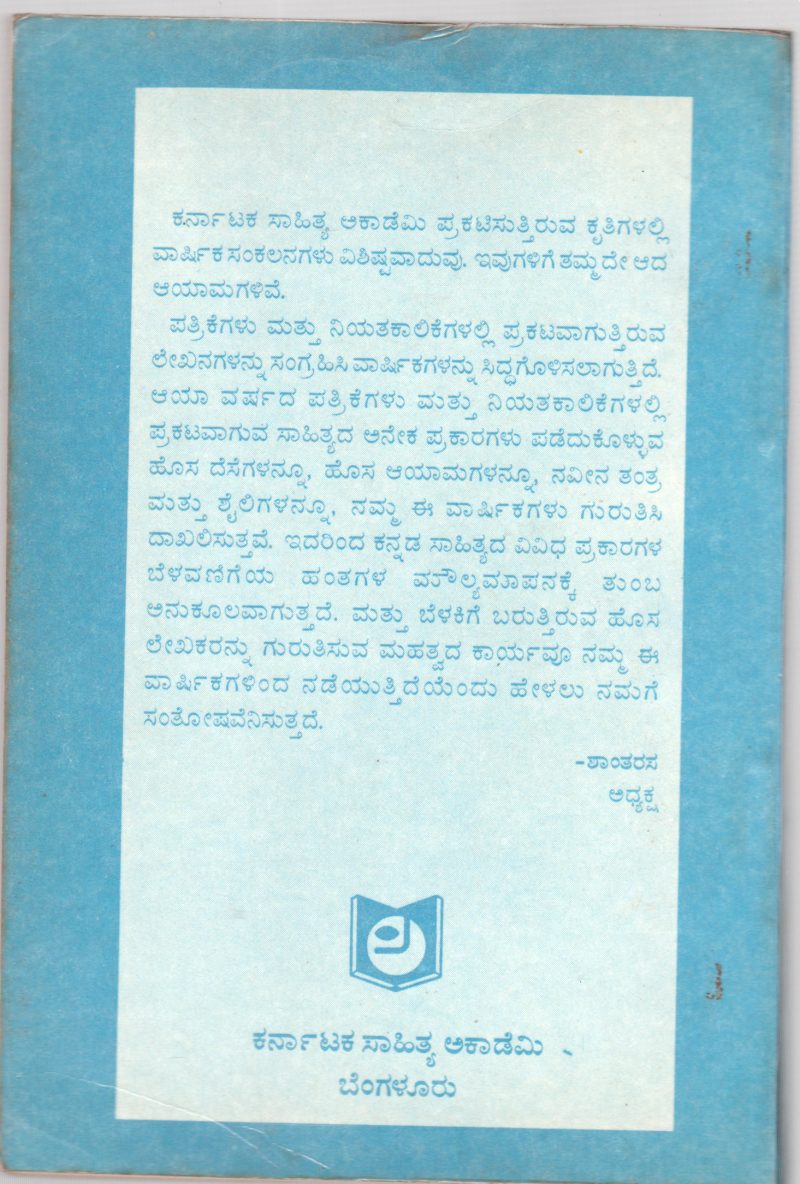 ಕರ್ನಾಟಕ ಸಾಹಿತ್ಯ ಅಕಾಡೆಮಿ ಪ್ರಕಟಿಸುತ್ತಿರುವ ಕೃತಿಗಳಲ್ಲಿ
ವಾರ್ಷಿಕ ಸಂಕಲನಗಳು ವಿಶಿಷ್ಟವಾದುವು. ಇವುಗಳಿಗೆ ತಮ್ಮದೇ ಆದ
ಆಯಾಮಗಳಿವೆ.
ಪತ್ರಿಕೆಗಳು ಮತ್ತು ನಿಯತಕಾಲಿಕೆಗಳಲ್ಲಿ ಪ್ರಕಟವಾಗುತ್ತಿರುವ
ಲೇಖನಗಳನ್ನು ಸಂಗ್ರಹಿಸಿ ವಾರ್ಷಿಕಗಳನ್ನು ಸಿದ್ಧಗೊಳಿಸಲಾಗುತ್ತಿದೆ.
ಆಯಾ ವರ್ಷದ ಪತ್ರಿಕೆಗಳು ಮತ್ತು ನಿಯತಕಾಲಿಕೆಗಳಲ್ಲಿ
ಪ್ರಕಟವಾಗುವ ಸಾಹಿತ್ಯದ ಅನೇಕ ಪ್ರಕಾರಗಳು ಪಡೆದುಕೊಳ್ಳುವ
ಹೊಸ ದೆಸೆಗಳನ್ನೂ, ಹೊಸ ಆಯಾಮಗಳನ್ನೂ, ನವೀನ ತಂತ್ರ
ಮತ್ತು ಶೈಲಿಗಳನ್ನೂ, ನಮ್ಮ ಈ ವಾರ್ಷಿಕಗಳು ಗುರುತಿಸಿ
ದಾಖಲಿಸುತ್ತವೆ. ಇದರಿಂದ ಕನ್ನಡ ಸಾಹಿತ್ಯದ ವಿವಿಧ ಪ್ರಕಾರಗಳ
ಬೆಳವಣಿಗೆಯ ಹಂತಗಳ ಮೌಲ್ಯಮಾಪನಕ್ಕೆ ತುಂಬ
ಅನುಕೂಲವಾಗುತ್ತದೆ. ಮತ್ತು ಬೆಳಕಿಗೆ ಬರುತ್ತಿರುವ ಹೊಸ
ಲೇಖಕರನ್ನು ಗುರುತಿಸುವ ಮಹತ್ವದ ಕಾರ್ಯವೂ ನಮ್ಮ ಈ
ವಾರ್ಷಿಕಗಳಿಂದ ನಡೆಯುತ್ತಿದೆಯೆಂದು ಹೇಳಲು ನಮಗೆ
ಸಂತೋಷವೆನಿಸುತ್ತದೆ.
-ಶಾಂತರಸ
ಅಧ್ಯಕ್ಷ
ಕರ್ನಾಟಕ ಸಾಹಿತ್ಯ ಅಕಾಡೆಮಿ
ಬೆಂಗಳೂರು